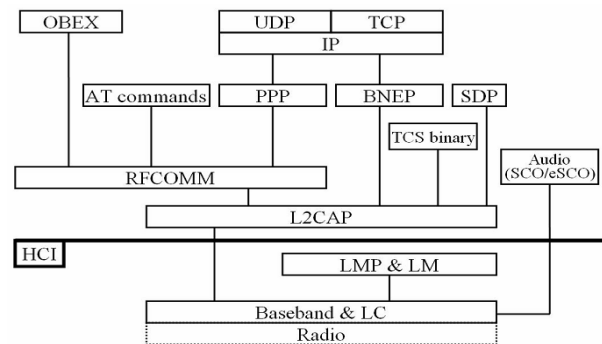 OBEX
UDP TCP
IP
AT commands
PPP
BNEP
SDP
TCS binary
Audio
(SCO/eSCO)
RFCOMM
L2CAP
HCI
LMP & LM
Baseband & LC
Radio